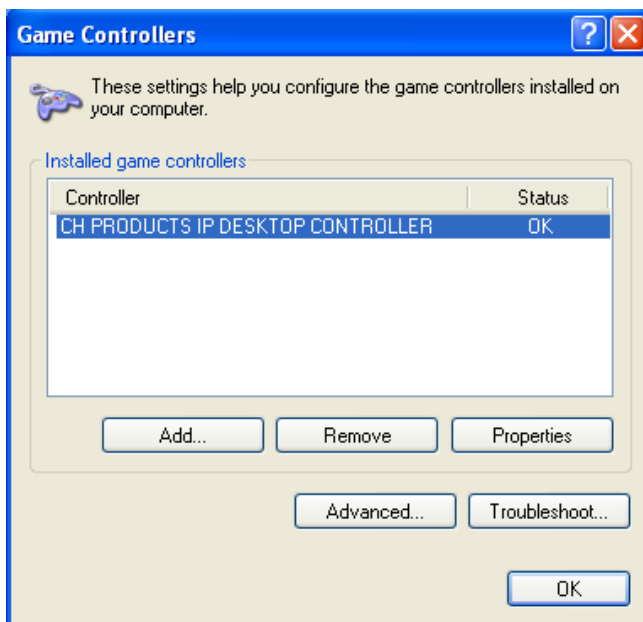 Game Controllers
?
These settings help you configure the game controllers installed on
your computer.
Installed game controllers
Controller Status
CH PRODUCTS IP DESKTOP CONTROLLER OK
Add... Remove Properties
Advanced... Troubleshoot...
OK